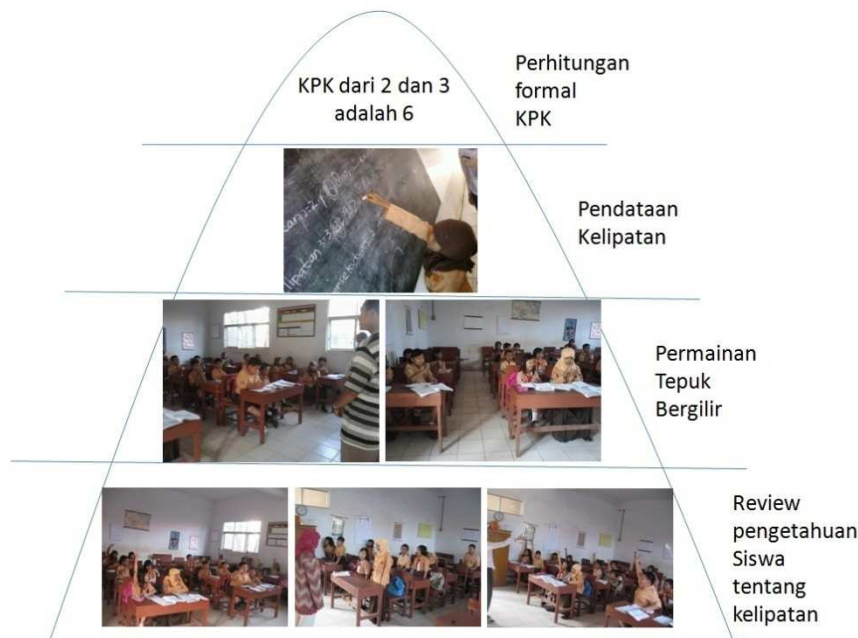 KPK dari 2 dan 3
adalah 6
Perhitungan
formal
KPK
Pendataan
Kelipatan
Permainan
Tepuk
Bergilir
Review
pengetahuan
Siswa
tentang
kelipatan